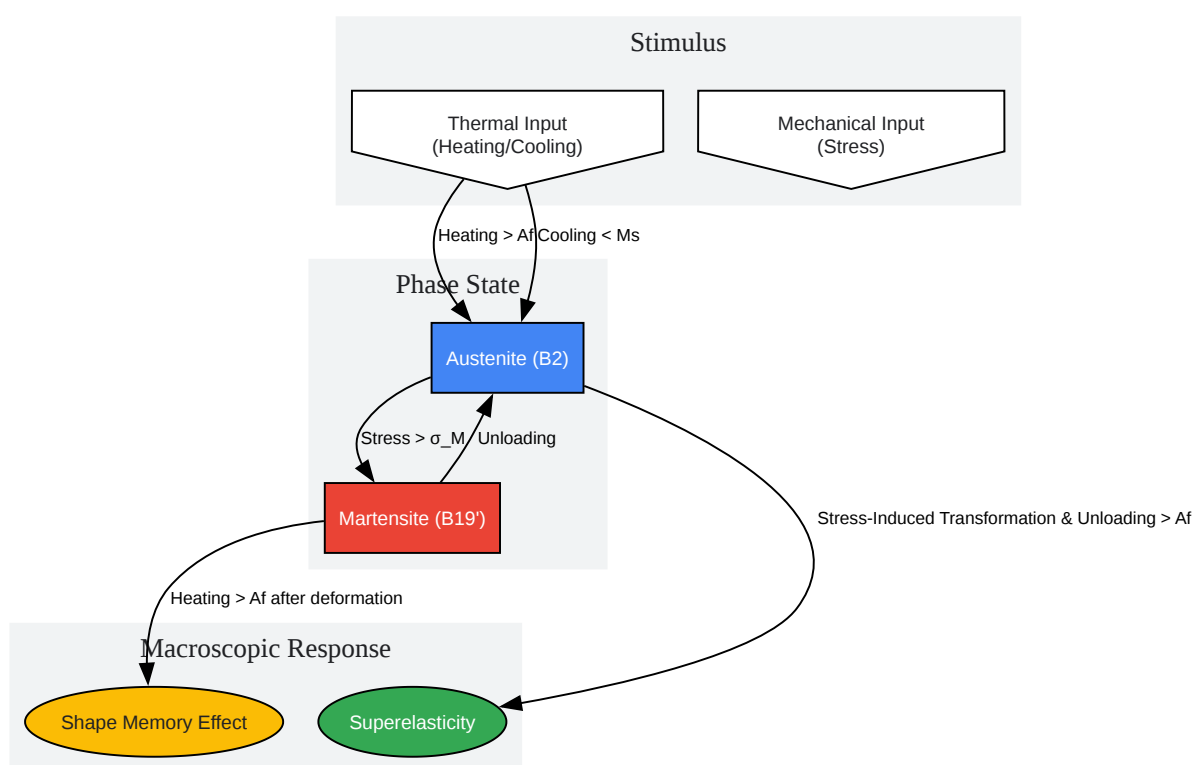 Stimulus
Thermal Input
(Heating/Cooling)
Mechanical Input
(Stress)
Heating > Af
Cooling < Ms
Phase State
Austenite (B2)
Stress > σ_M
Unloading
Martensite (B19')
Stress-Induced Transformation & Unloading > Af
Heating > Af after deformation
Macroscopic Response
Shape Memory Effect
Superelasticity